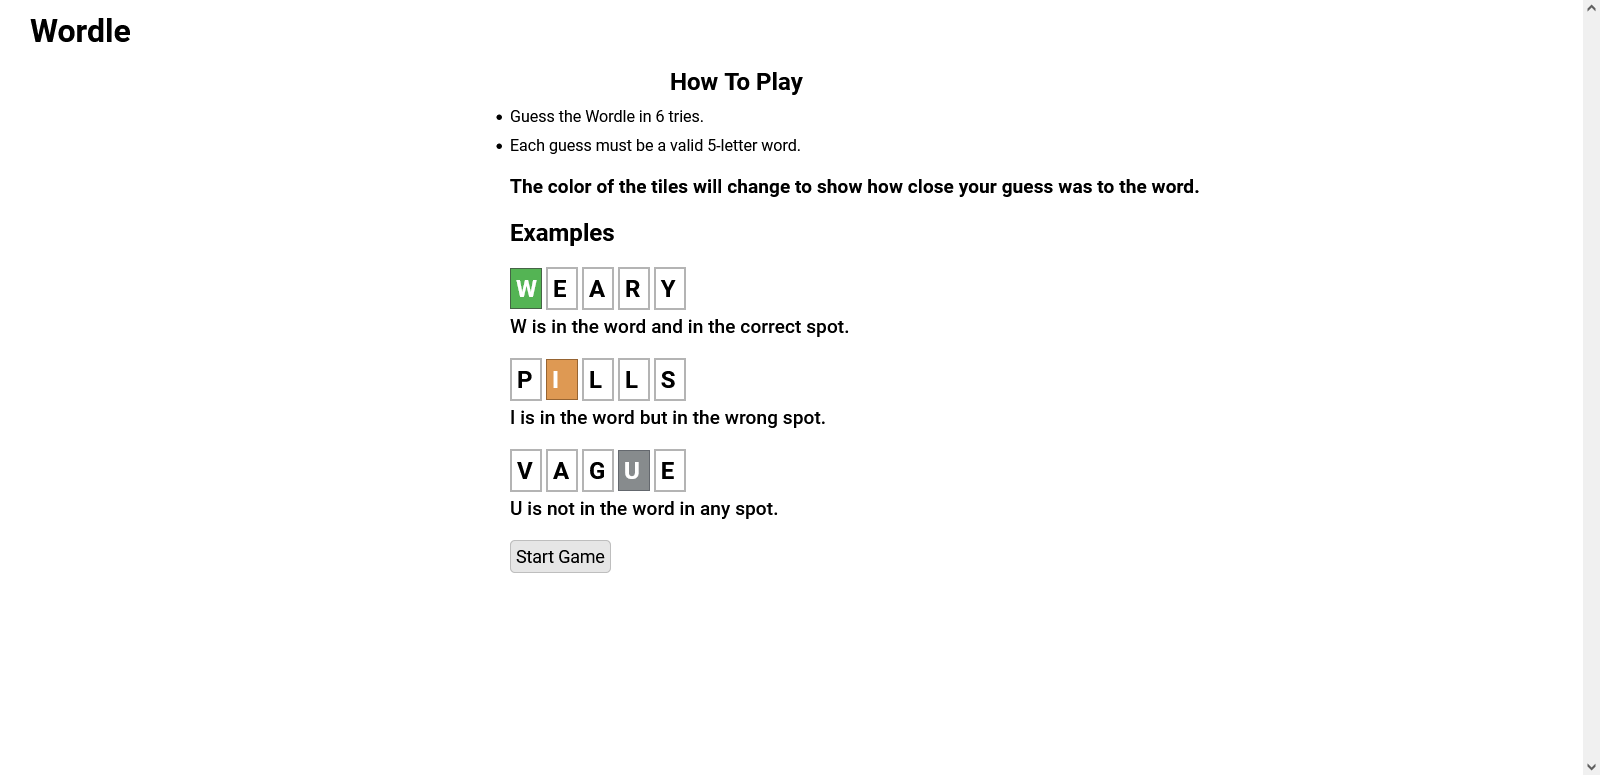 Wordle
How To Play
Guess the Wordle in 6 tries.
Each guess must be a valid 5-letter word.
The color of the tiles will change to show how close your guess was to the word.
Examples
W E A R Y
W is in the word and in the correct spot.
P I L L S
I is in the word but in the wrong spot.
V A G U E
U is not in the word in any spot.
Start Game